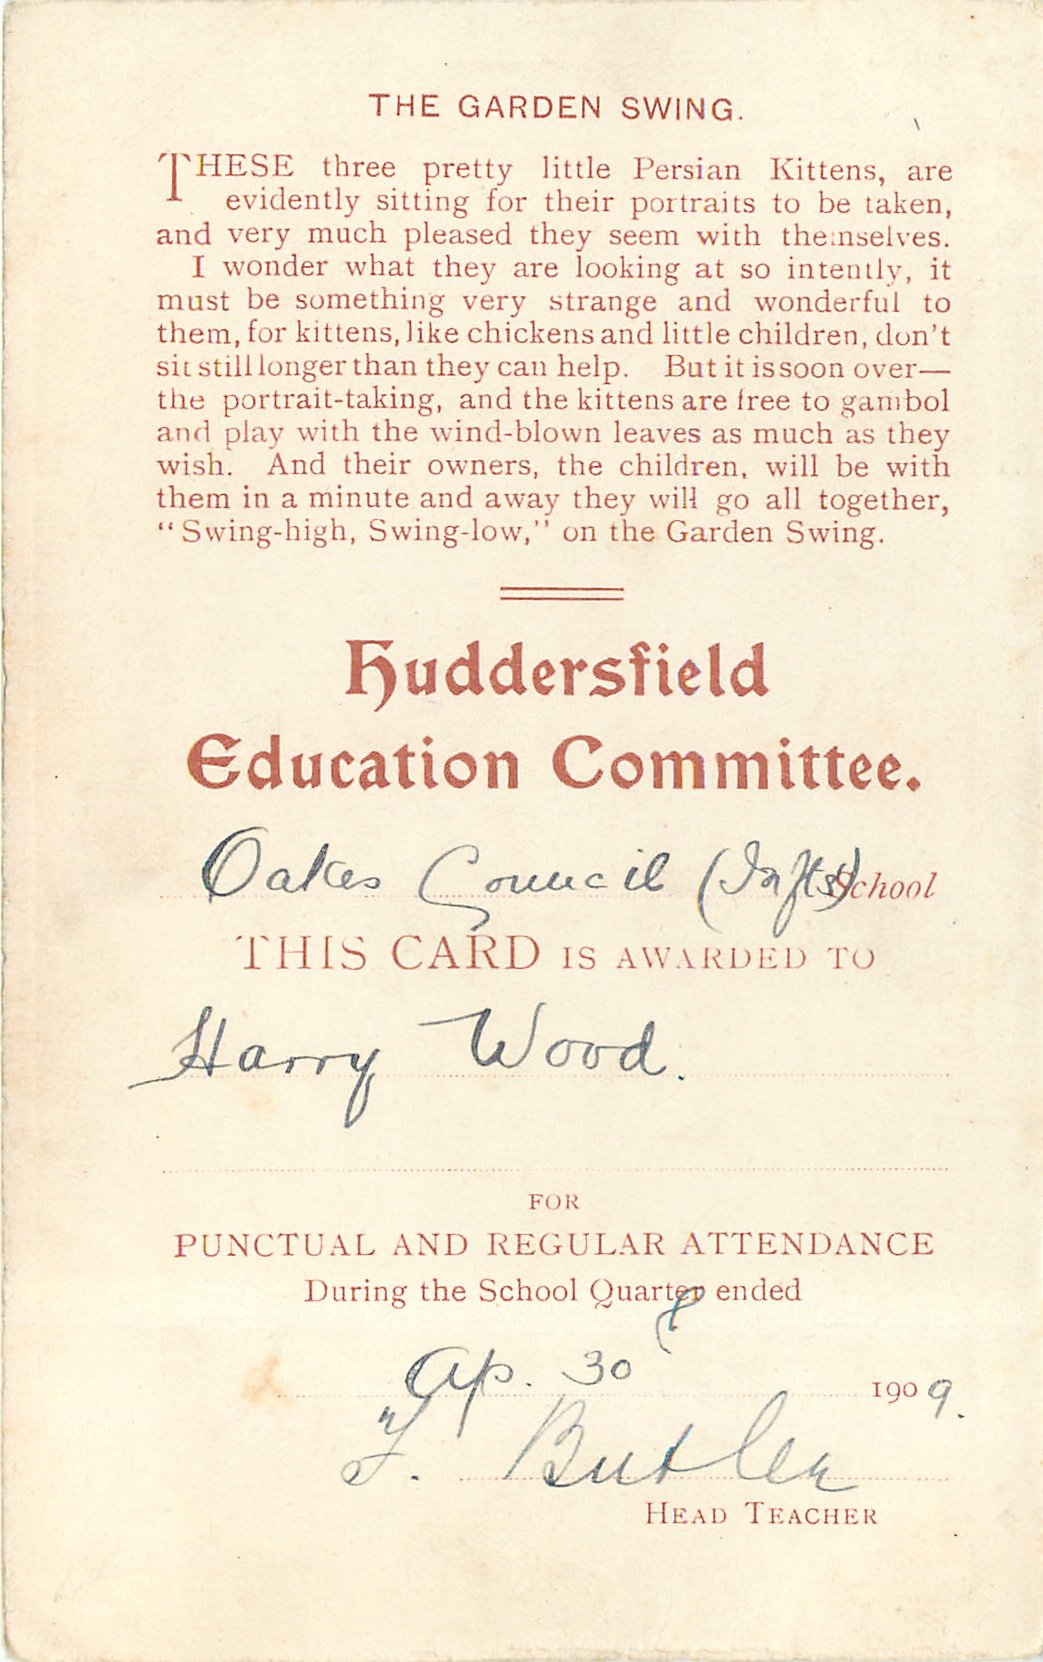 THE GARDEN SWING.
THESE three pretty little Persian Kittens, are
evidently sitting for their portraits to be taken,
and very much pleased they seem with themselves.
I wonder what they are looking at so intently, it
must be something very strange and wonderful to
them, for kittens, like chickens and little children, don't
sit still longer than they can help. But it is soon over—
the portrait-taking, and the kittens are free to gambol
and play with the wind-blown leaves as much as they
wish. And their owners, the children, will be with
them in a minute and away they will go all together,
"Swing-high, Swing-low," on the Garden Swing.
Huddersfield
Education Committee.
Oakes Council (Infts) School
THIS CARD IS AWARDED TO
Harry Wood.
FOR
PUNCTUAL AND REGULAR ATTENDANCE
During the School Quarter ended
Ap. 30 1909.
F. Butler
HEAD TEACHER